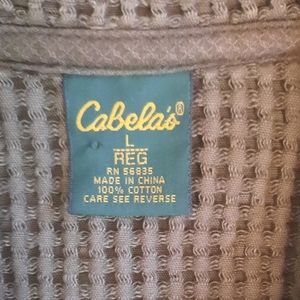 Cabela's®
L
REG
RN 56835
MADE IN CHINA
100% COTTON
CARE SEE REVERSE